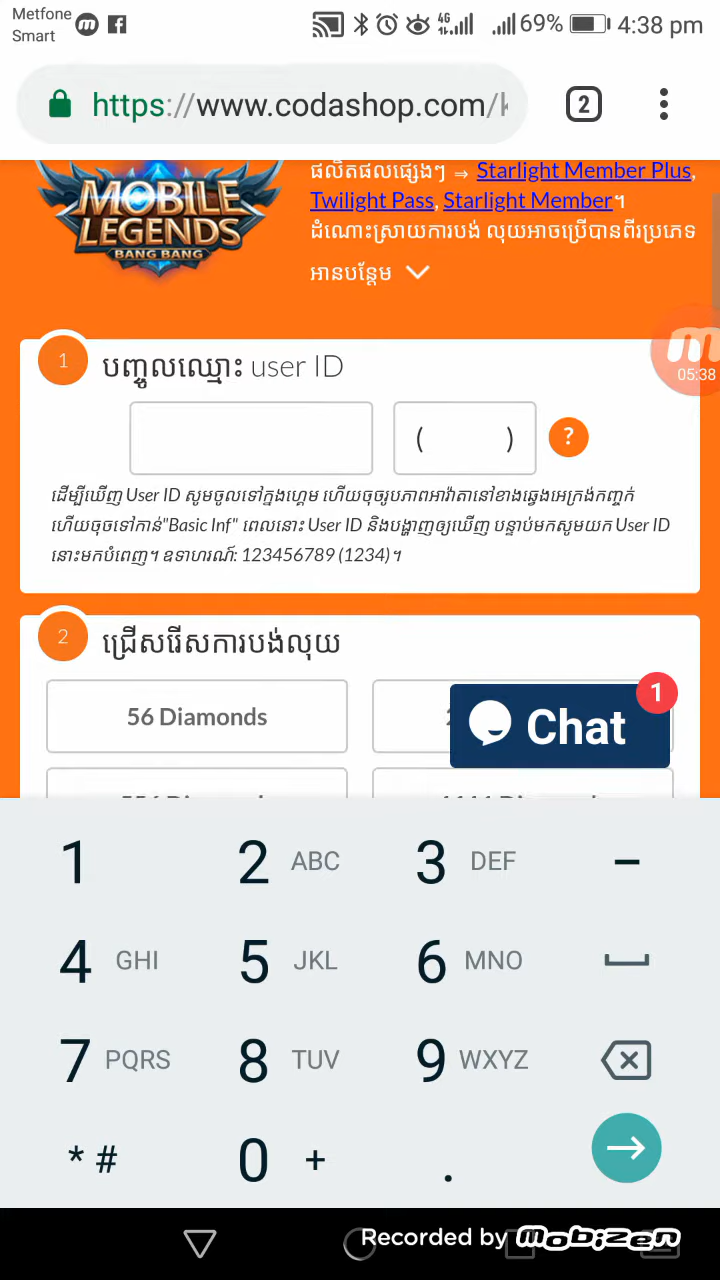 Metfone
Smart
4G
69%
4:38 pm
https://www.codashop.com/k
2
MOBILE
LEGENDS
BANG BANG
ផលិតផលផ្សេងៗ → Starlight Member Plus,
Twilight Pass, Starlight Member។
ដំណោះស្រាយការបង់ លុយអាចប្រើបានពីរប្រភេទ
អានបន្ថែម
05:38
1
បញ្ចូលឈ្មោះ user ID
( )
?
ដើម្បីឃើញ User ID សូមចូលទៅក្នុងហ្គេម ហើយចុចរូបភាពអាវ៉ាតានៅខាងឆ្វេងអេក្រង់កញ្ចក់
ហើយចុចទៅកាន់"Basic Inf" ពេលនោះ User ID និងបង្ហាញឲ្យឃើញ បន្ទាប់មកសូមយក User ID
នោះមកបំពេញ។ ឧទាហរណ៍: 123456789 (1234)។
2
ជ្រើសរើសការបង់លុយ
56 Diamonds
Chat
1
1
2 ABC
3 DEF
–
4 GHI
5 JKL
6 MNO
7 PQRS
8 TUV
9 WXYZ
* #
0 +
.
Recorded by mobizen